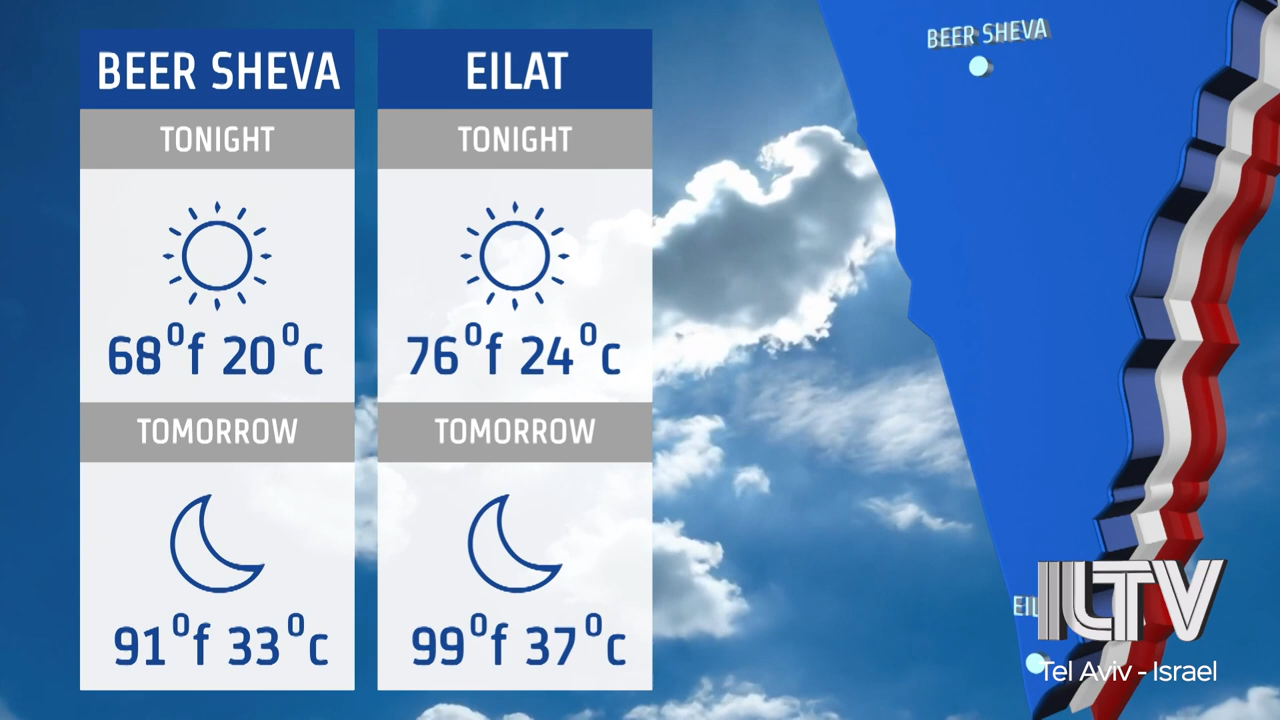 BEER SHEVA
TONIGHT
68°f 20°c
TOMORROW
91°f 33°c
EILAT
TONIGHT
76°f 24°c
TOMORROW
99°f 37°c
BEER SHEVA
EIL
ILTV
Tel Aviv - Israel